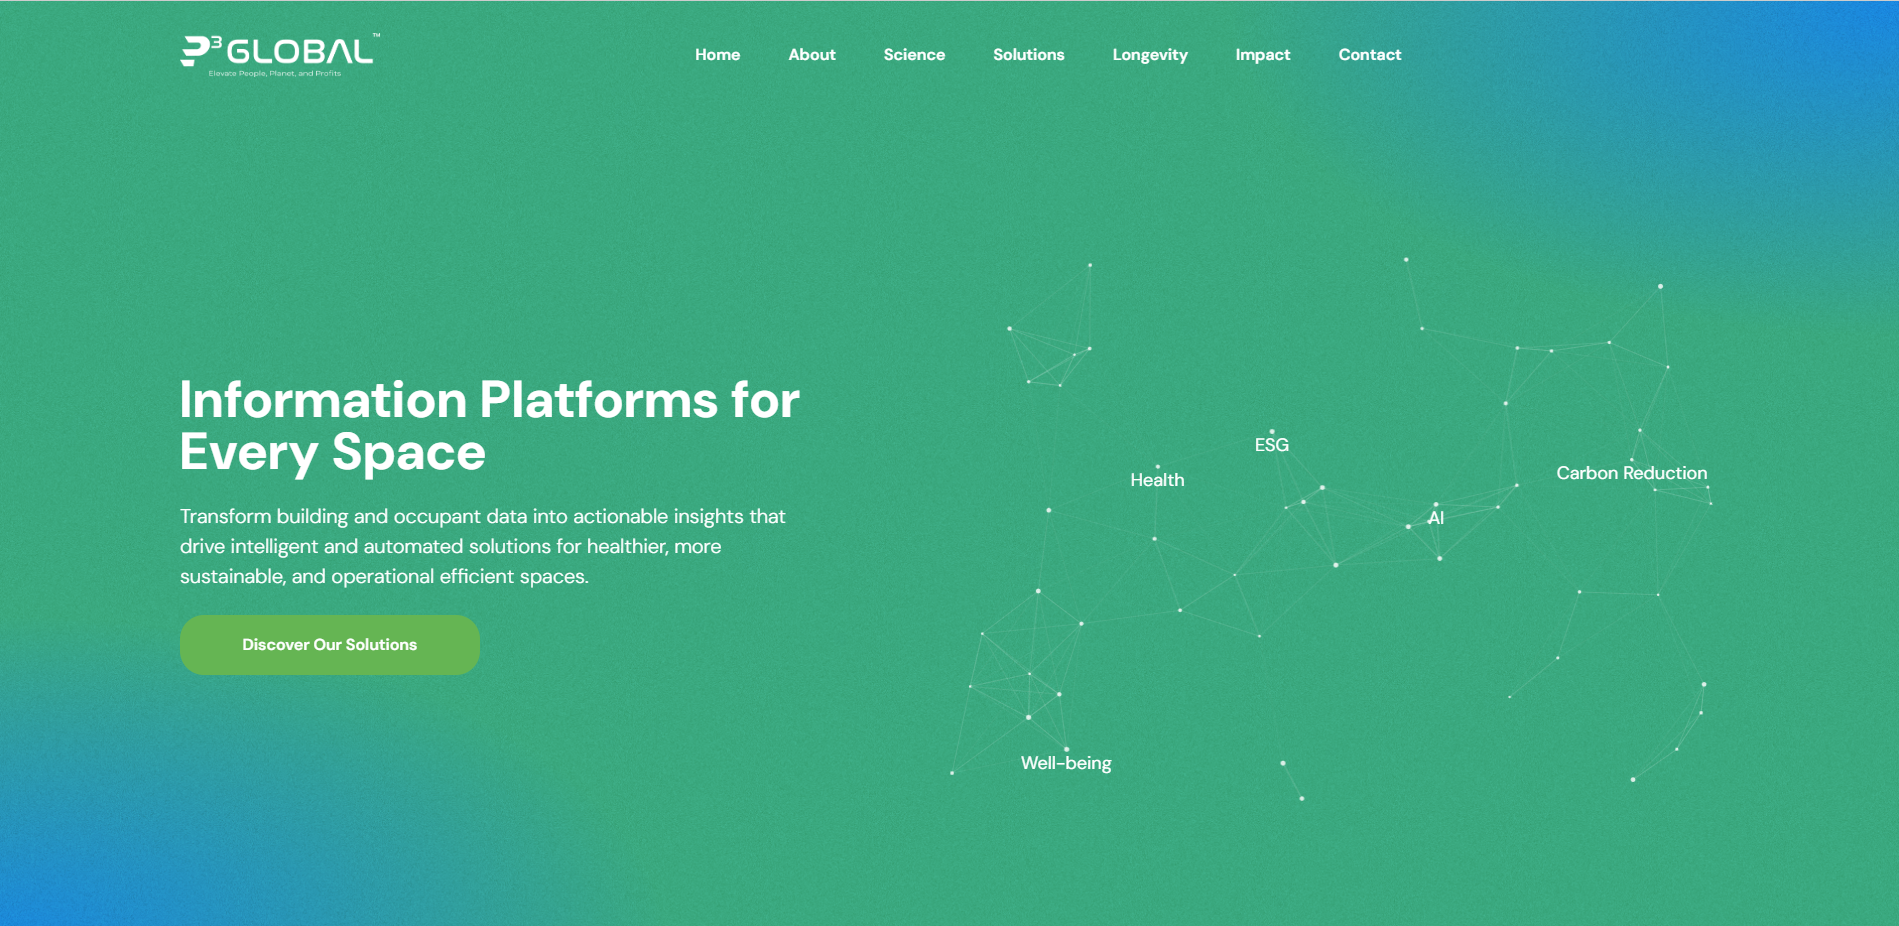 P3 GLOBAL™
Elevate People, Planet, and Profits
Home About Science Solutions Longevity Impact Contact
Information Platforms for
Every Space
Transform building and occupant data into actionable insights that
drive intelligent and automated solutions for healthier, more
sustainable, and operational efficient spaces.
Discover Our Solutions
ESG
Health
Carbon Reduction
AI
Well-being